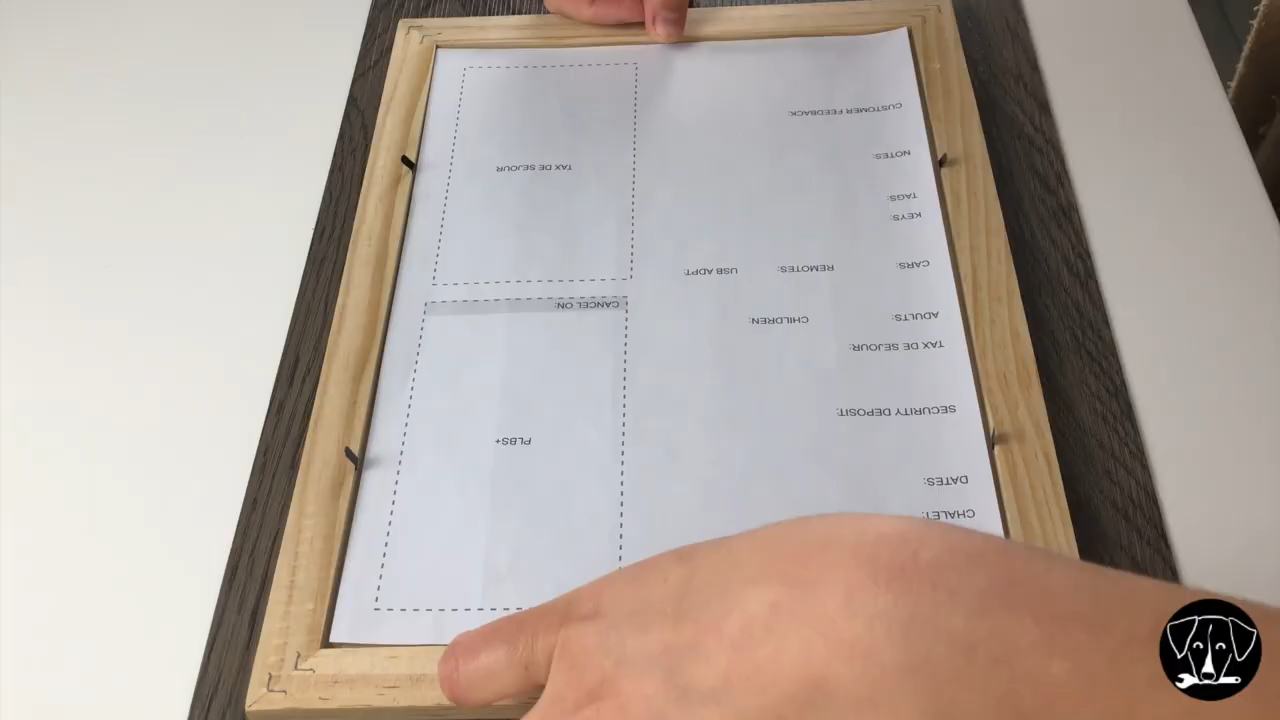 CHALET:
DATES:
SECURITY DEPOSIT:
TAX DE SEJOUR:
ADULTS: CHILDREN:
CARS: REMOTES: USB ADPT:
KEYS:
TAGS:
NOTES:
CUSTOMER FEEDBACK:
PLBS+
CANCEL ON:
TAX DE SEJOUR